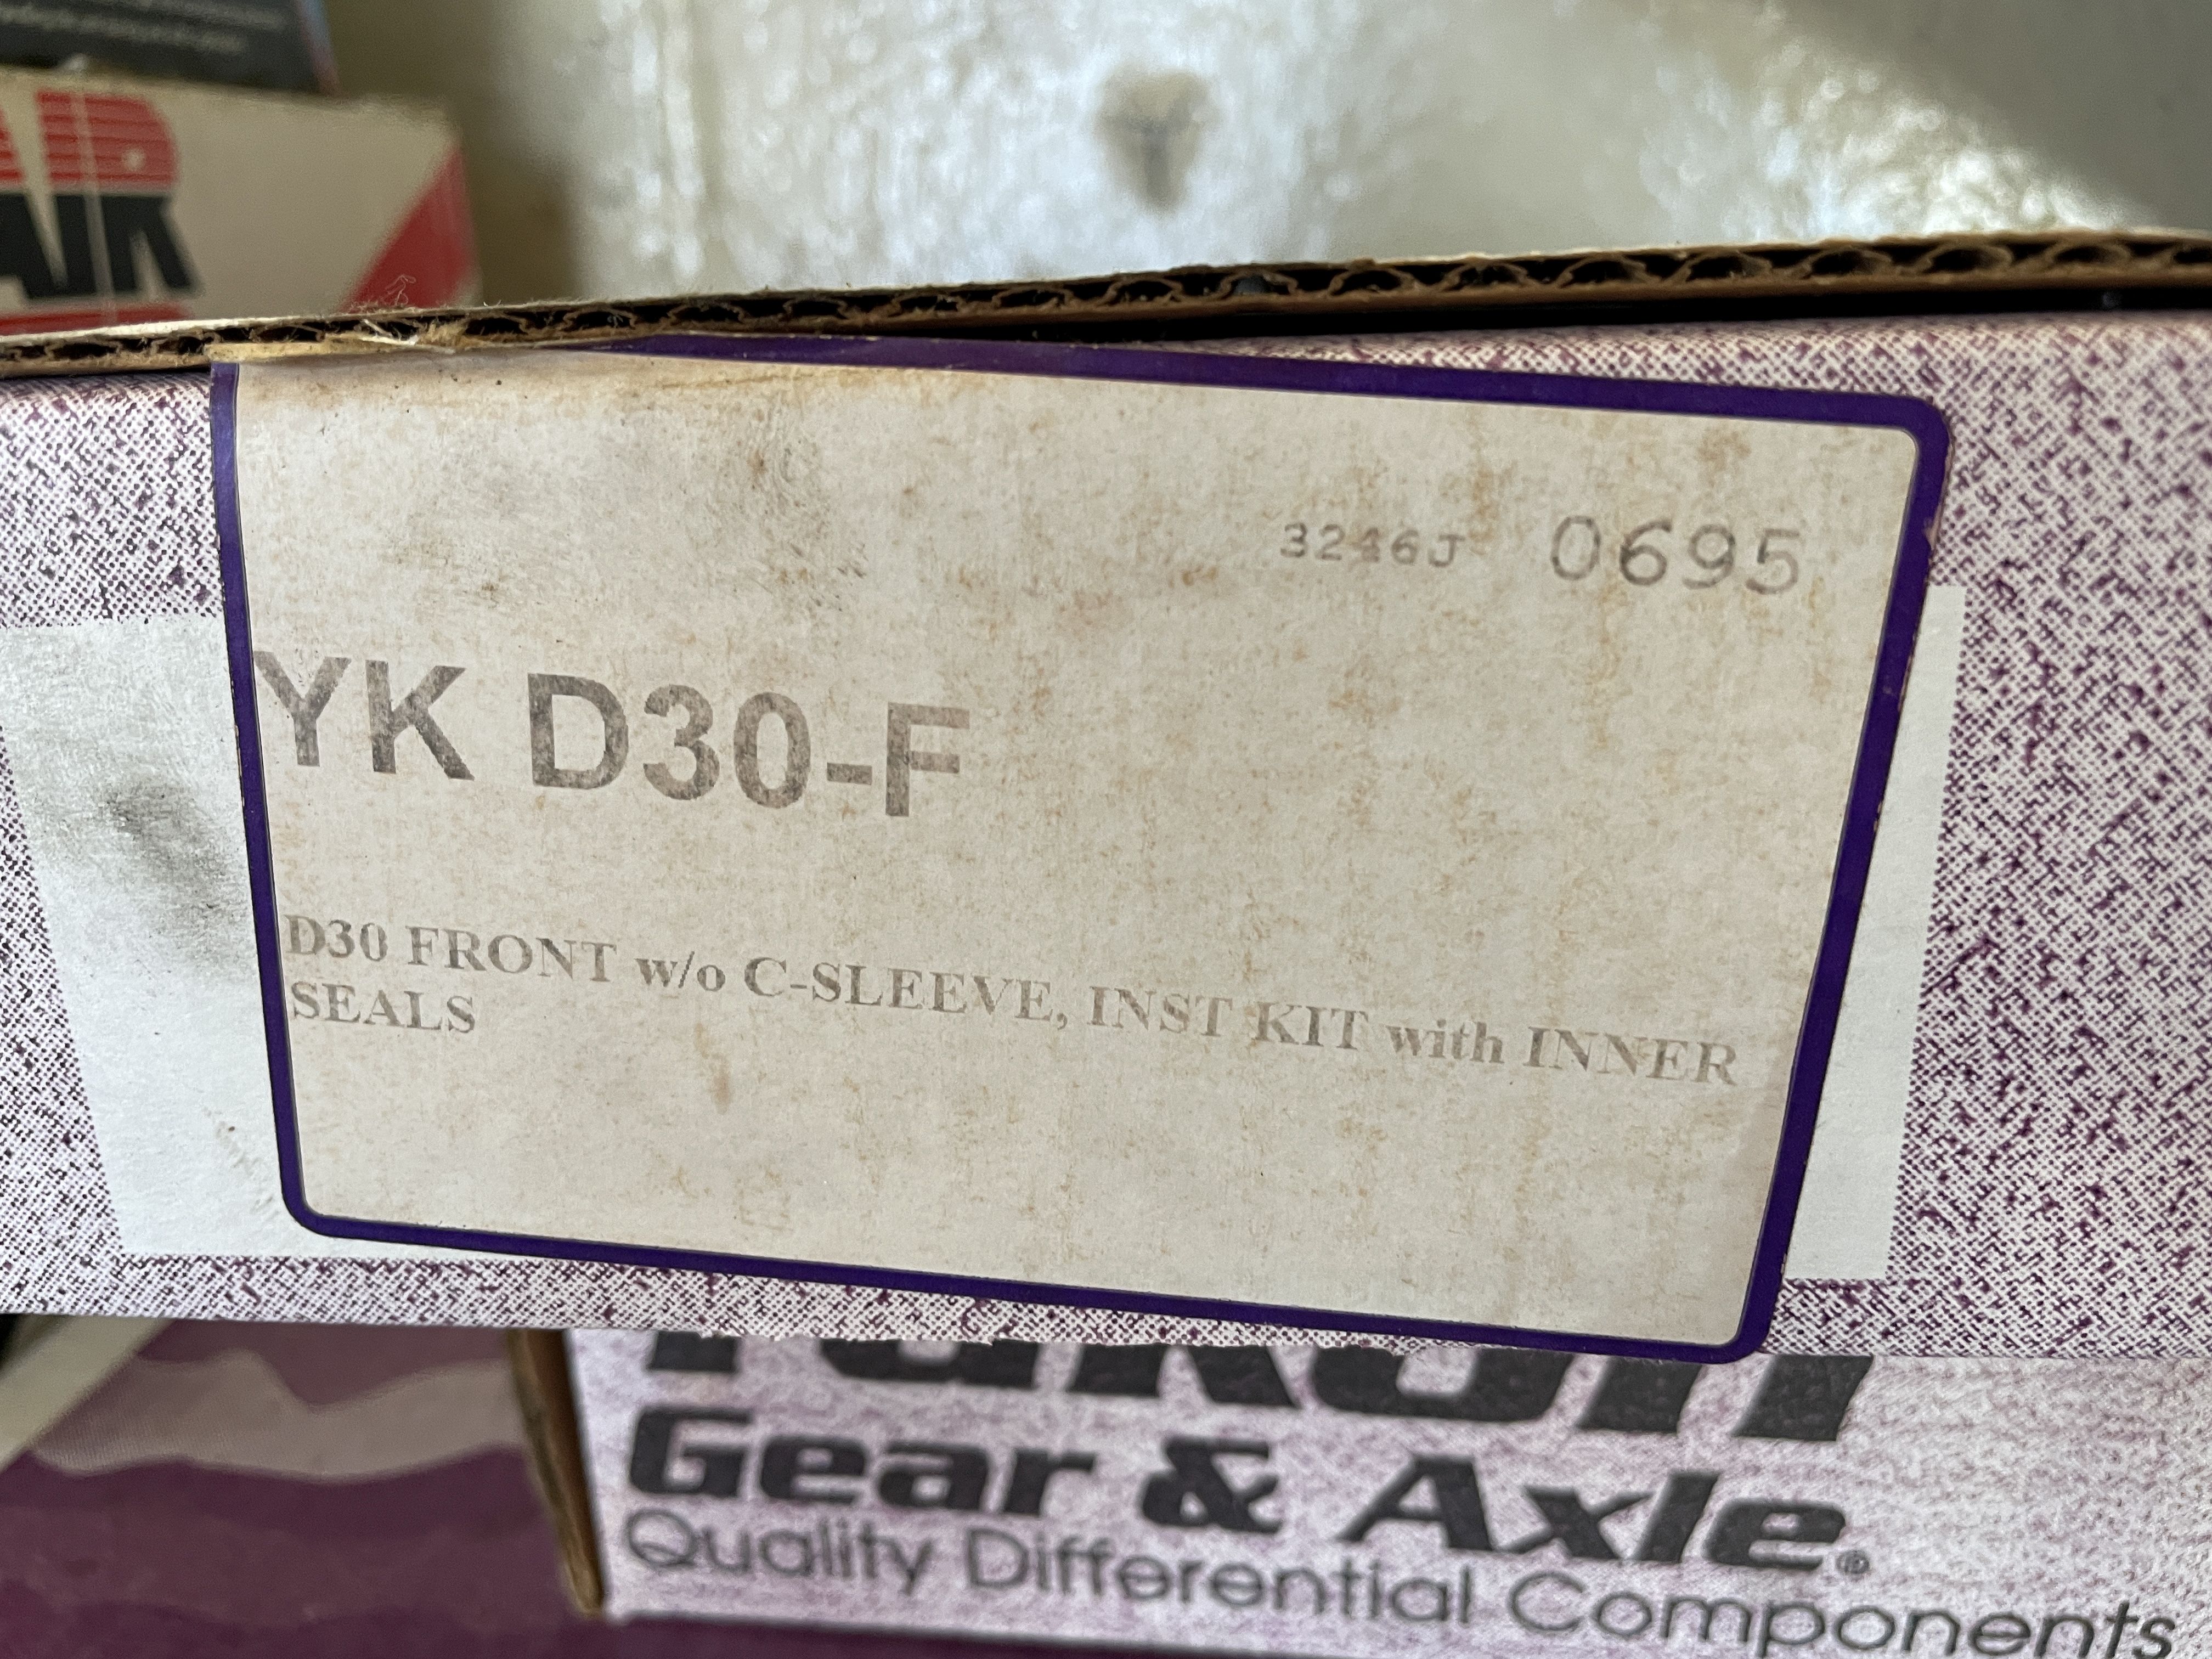 3246J 0695
YK D30-F
D30 FRONT w/o C-SLEEVE, INST KIT with INNER
SEALS
Gear & Axle®
Quality Differential Components